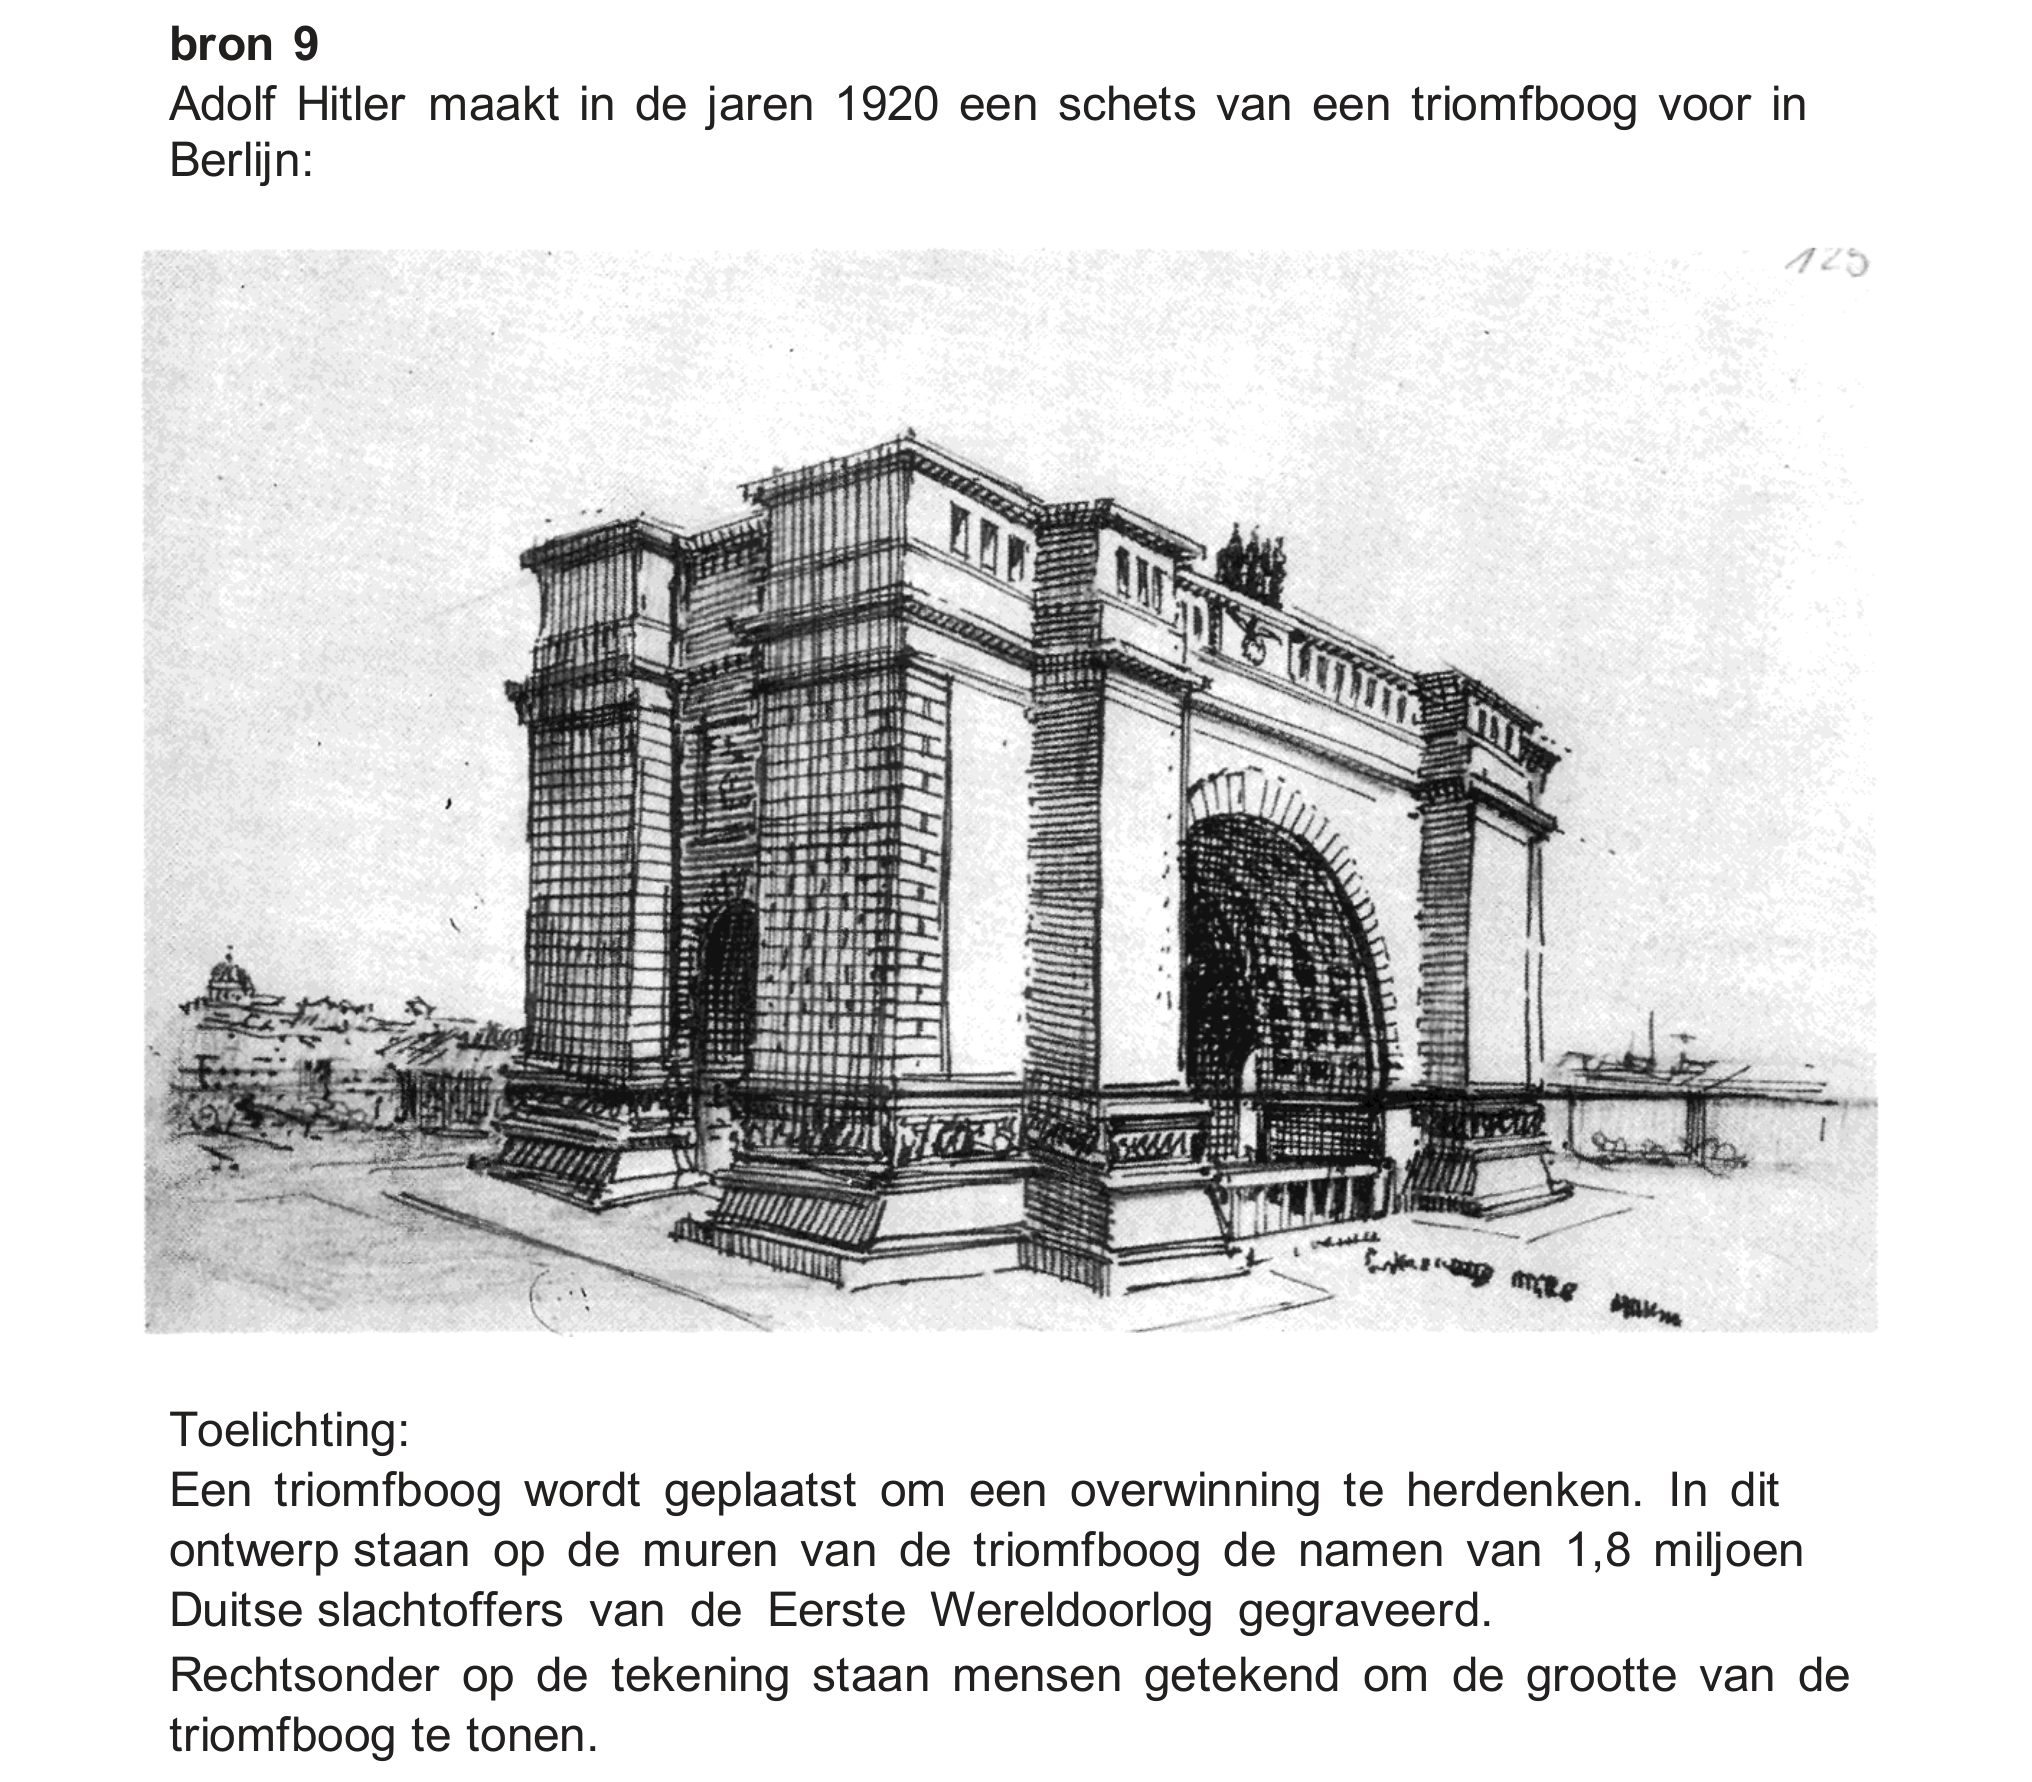 bron 9
Adolf Hitler maakt in de jaren 1920 een schets van een triomfboog voor in
Berlijn:
125
Toelichting:
Een triomfboog wordt geplaatst om een overwinning te herdenken. In dit
ontwerp staan op de muren van de triomfboog de namen van 1,8 miljoen
Duitse slachtoffers van de Eerste Wereldoorlog gegraveerd.
Rechtsonder op de tekening staan mensen getekend om de grootte van de
triomfboog te tonen.